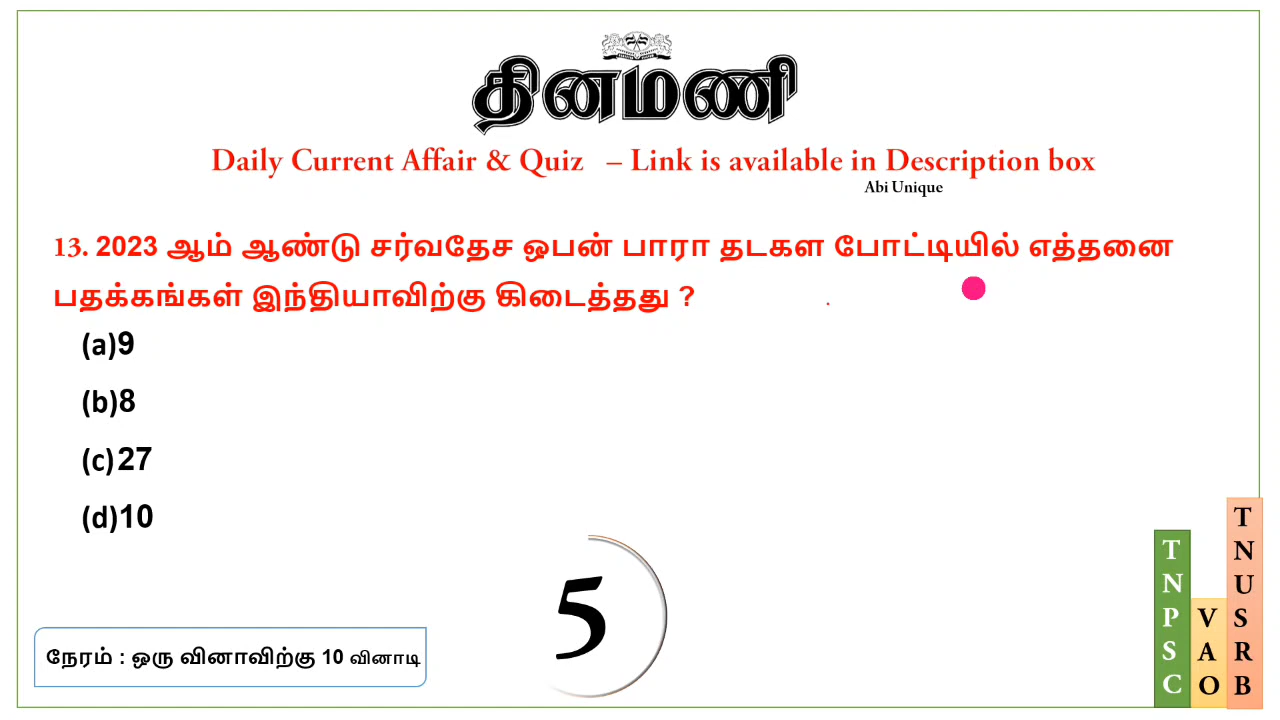 தினமணி
Daily Current Affair & Quiz – Link is available in Description box
Abi Unique
13. 2023 ஆம் ஆண்டு சர்வதேச ஒபன் பாரா தடகள போட்டியில் எத்தனை
பதக்கங்கள் இந்தியாவிற்கு கிடைத்தது ?
(a)9
(b)8
(c)27
(d)10
5
நேரம் : ஒரு வினாவிற்கு 10 வினாடி
TNPSC
VAO
TNUSRB